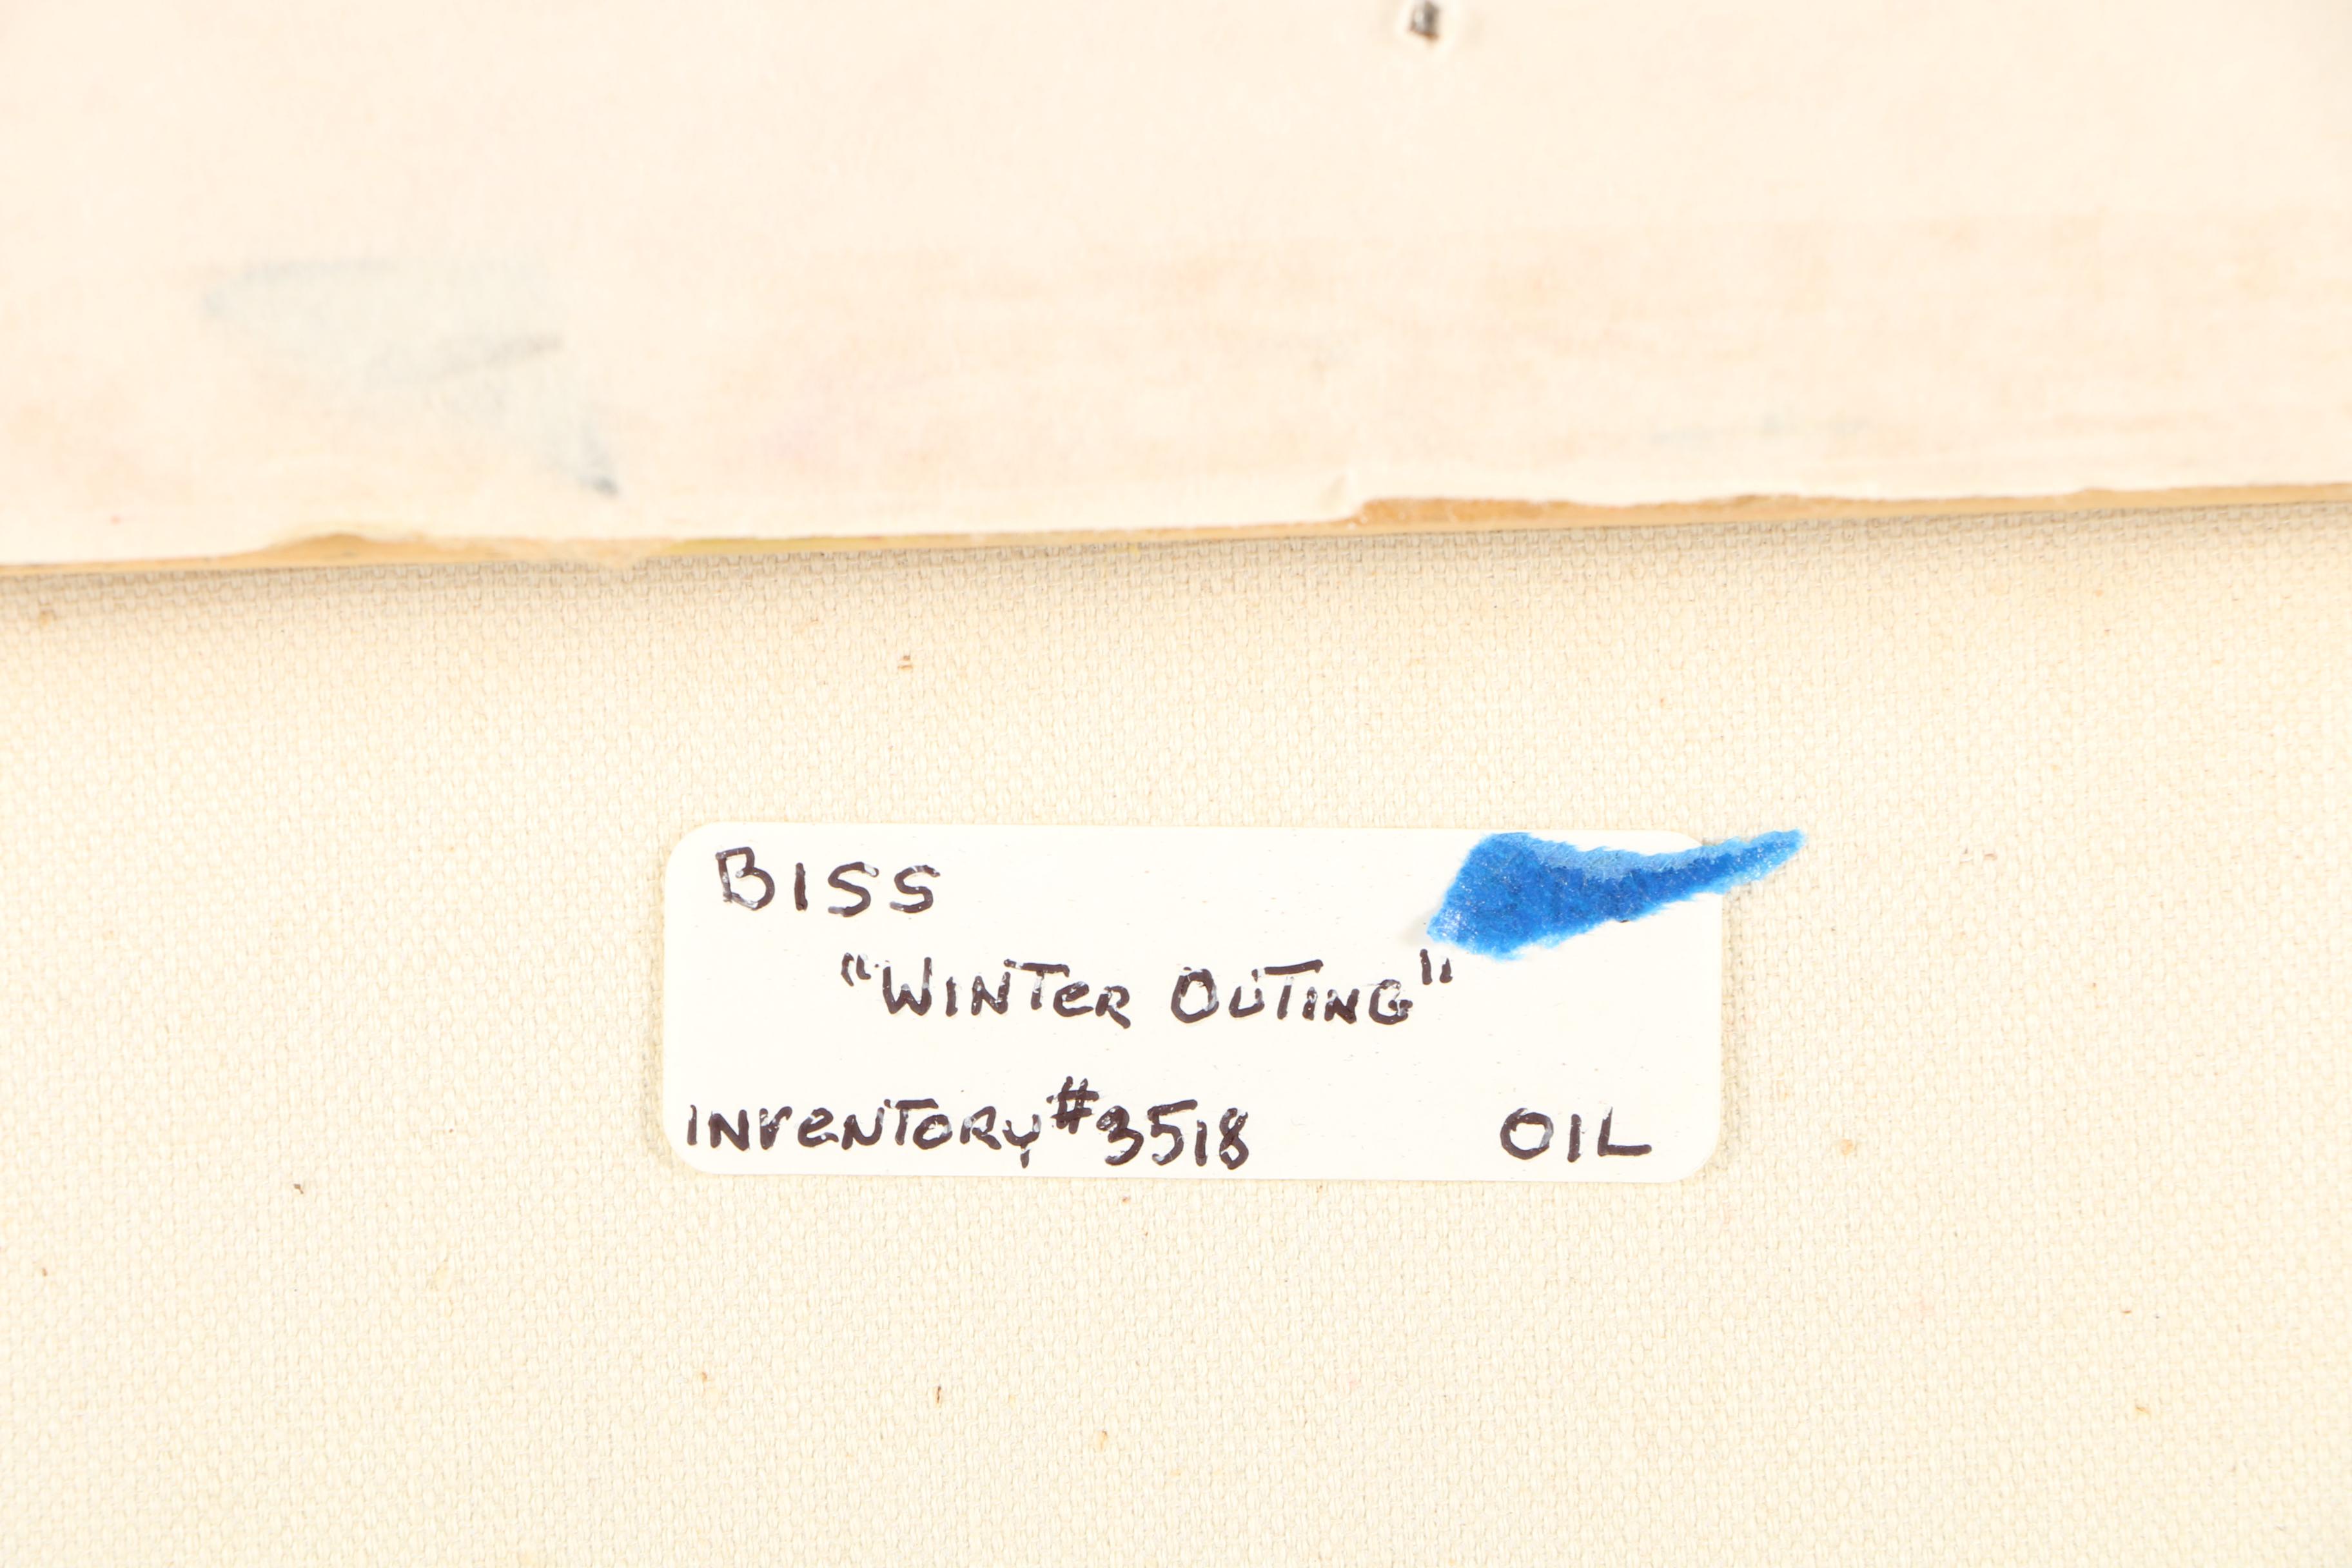 BISS
"WINTeR OUTING"
INVeNTORY #3518 OIL